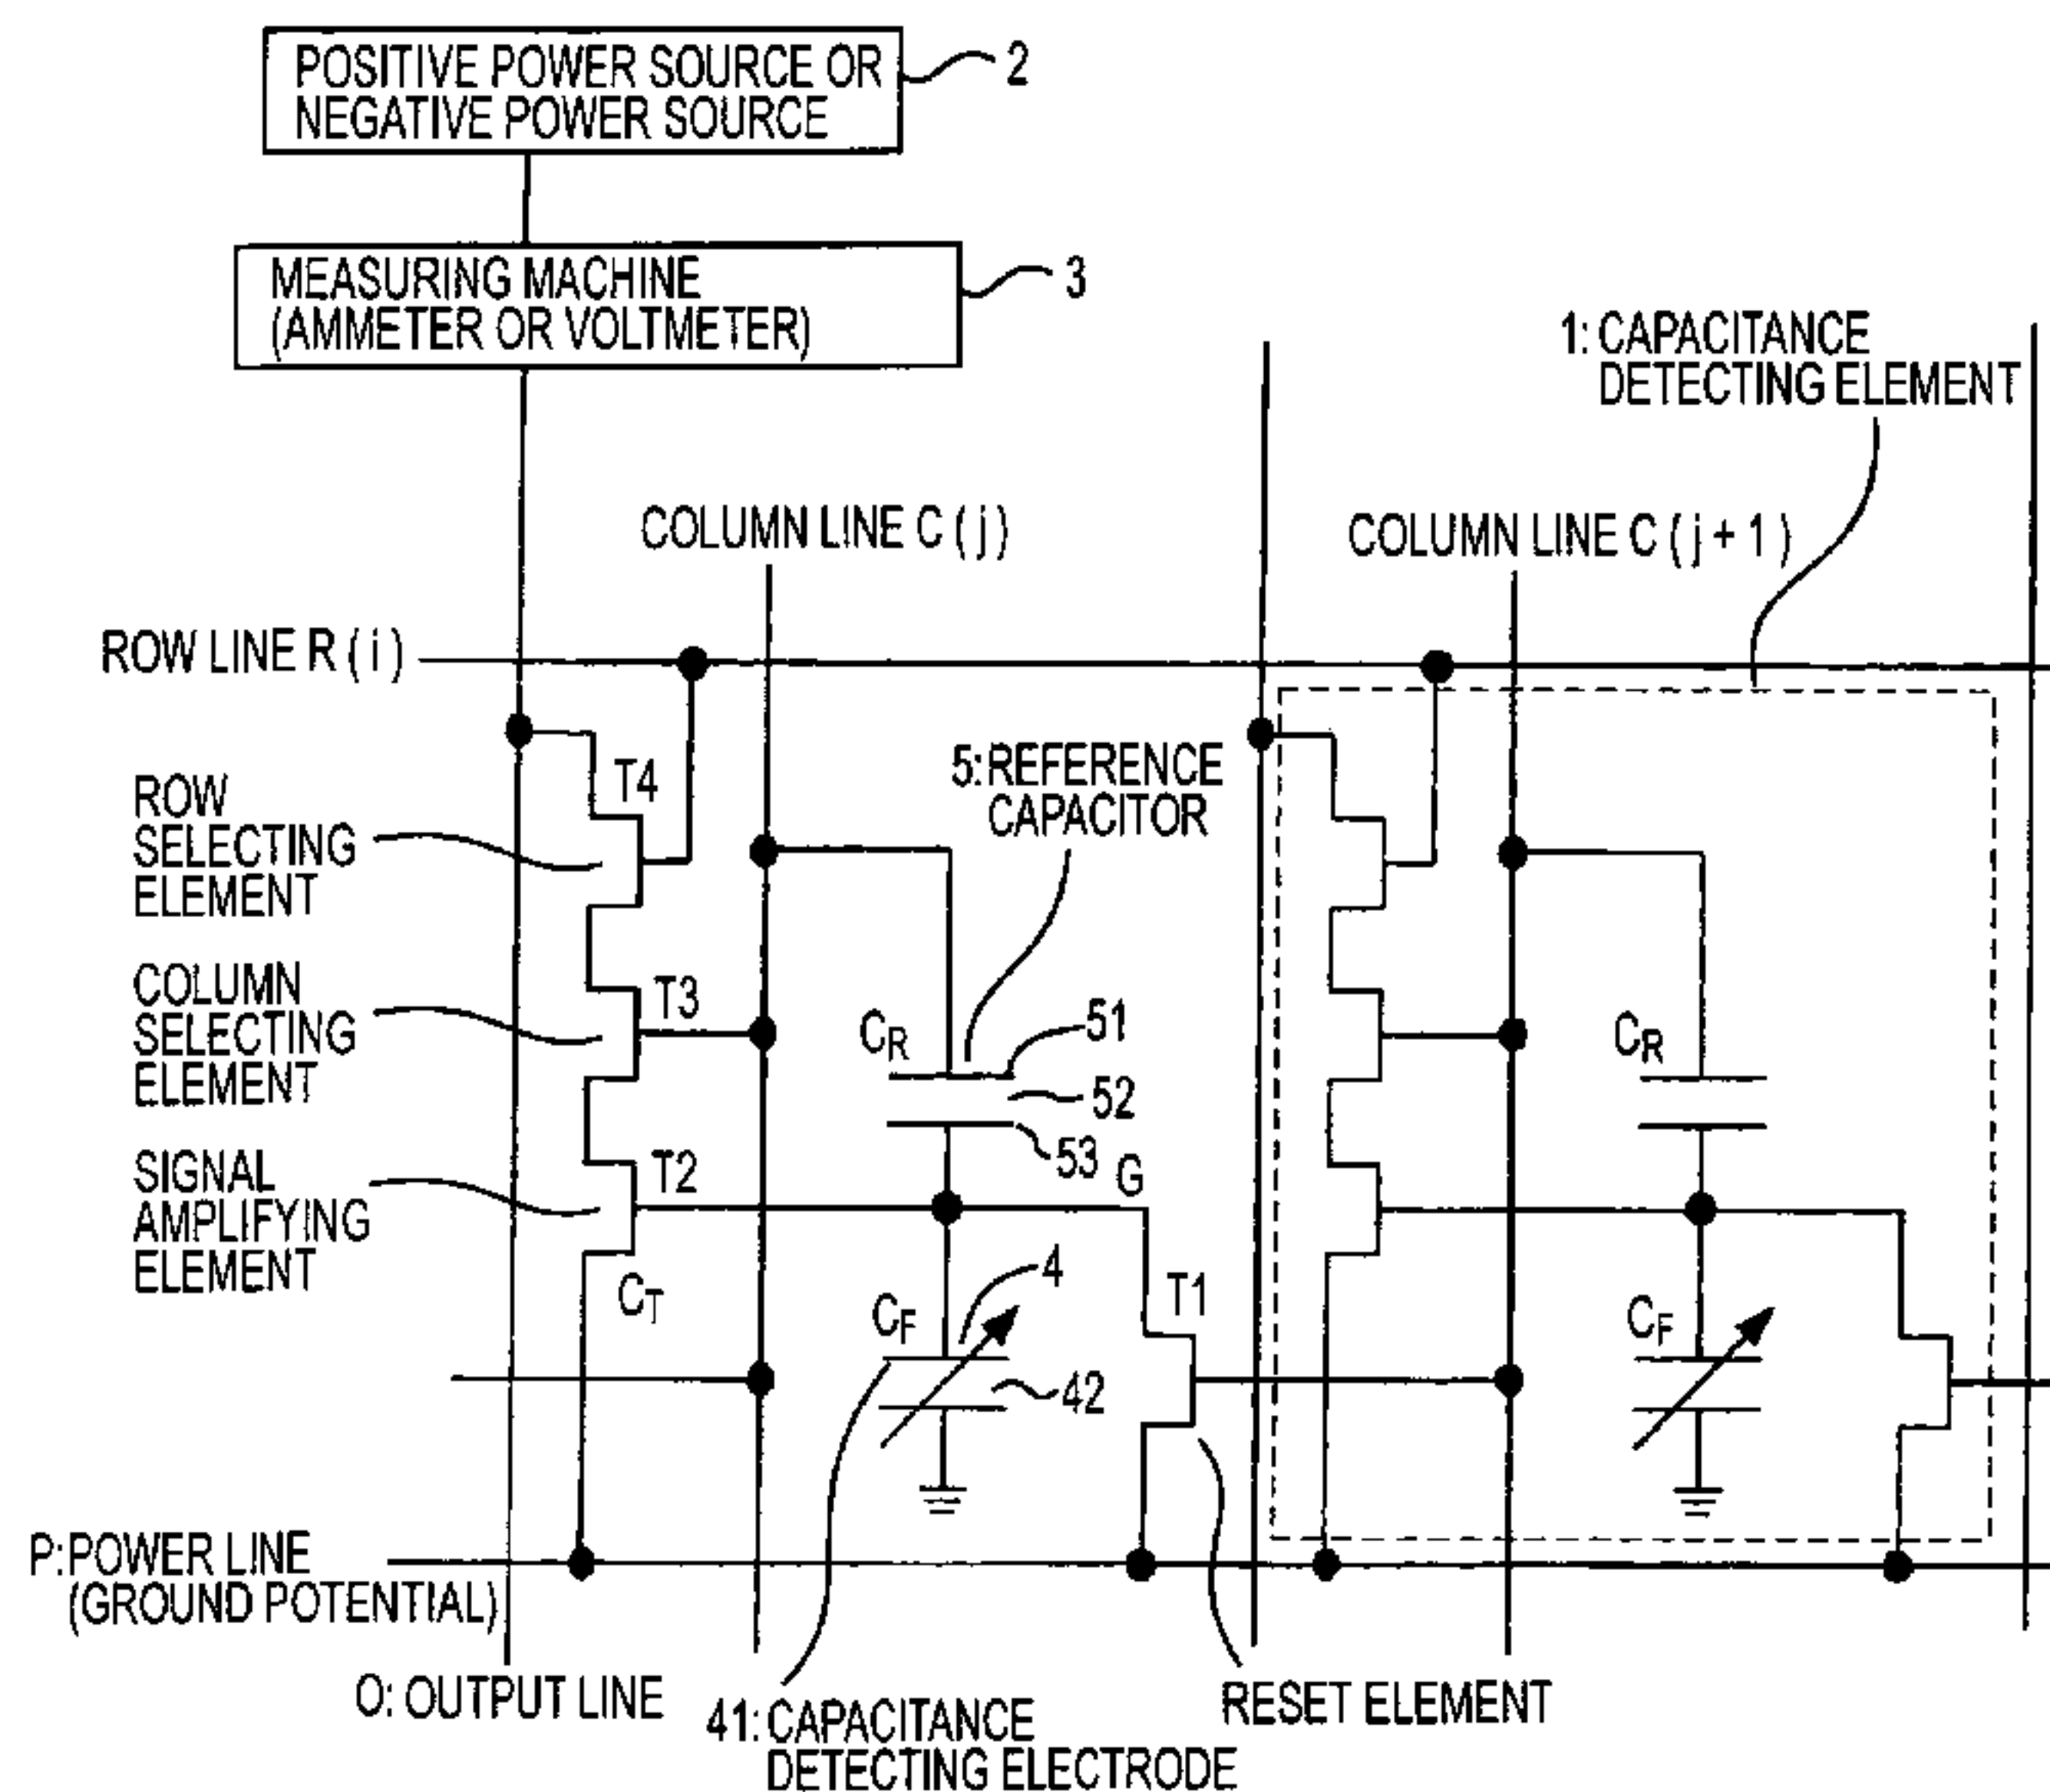 POSITIVE POWER SOURCE OR
NEGATIVE POWER SOURCE
2
MEASURING MACHINE
(AMMETER OR VOLTMETER)
3
1: CAPACITANCE
DETECTING ELEMENT
COLUMN LINE C ( j )
COLUMN LINE C ( j + 1 )
ROW LINE R ( i )
T4
5: REFERENCE
CAPACITOR
ROW
SELECTING
ELEMENT
COLUMN
SELECTING
ELEMENT
T3
CR
51
52
53
CR
SIGNAL
AMPLIFYING
ELEMENT
T2
G
CT
CF
4
42
T1
CF
P: POWER LINE
(GROUND POTENTIAL)
O: OUTPUT LINE
41: CAPACITANCE
DETECTING ELECTRODE
RESET ELEMENT